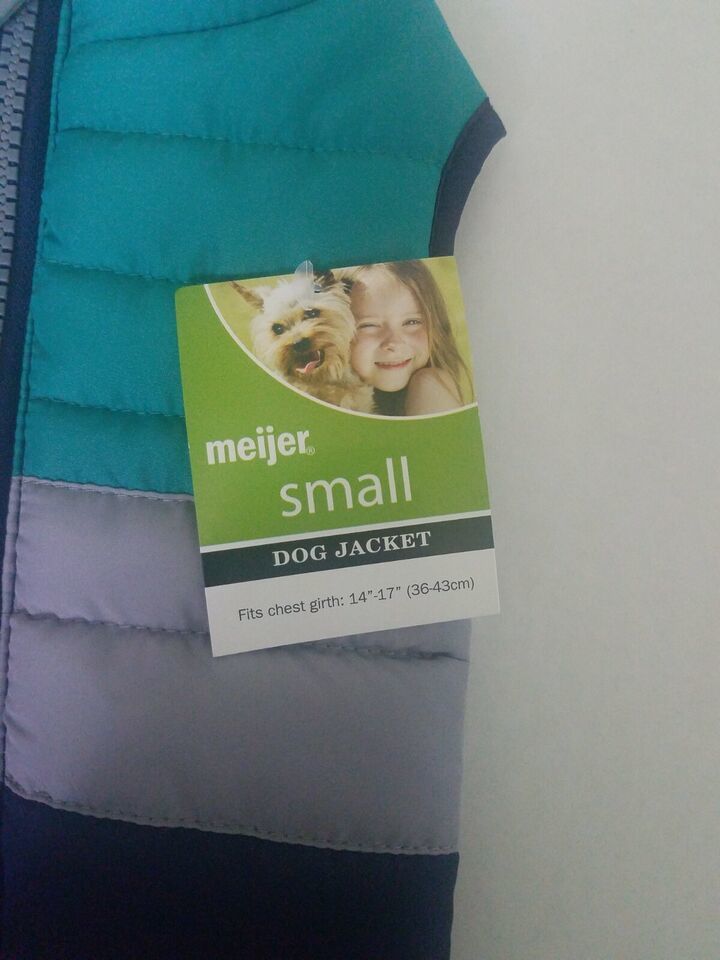 meijer®
small
DOG JACKET
Fits chest girth: 14”-17” (36-43cm)